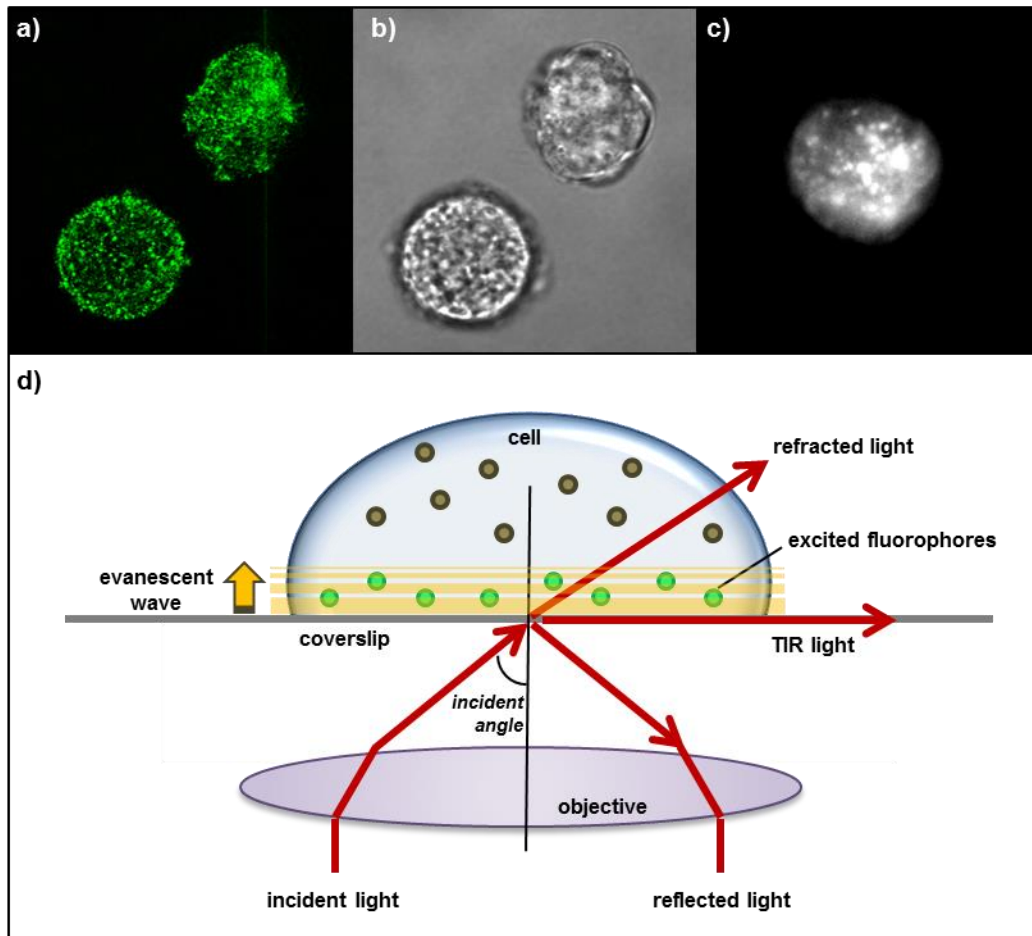 a)
b)
c)
d)
cell
refracted light
excited fluorophores
evanescent
wave
coverslip
TIR light
incident
angle
objective
incident light
reflected light